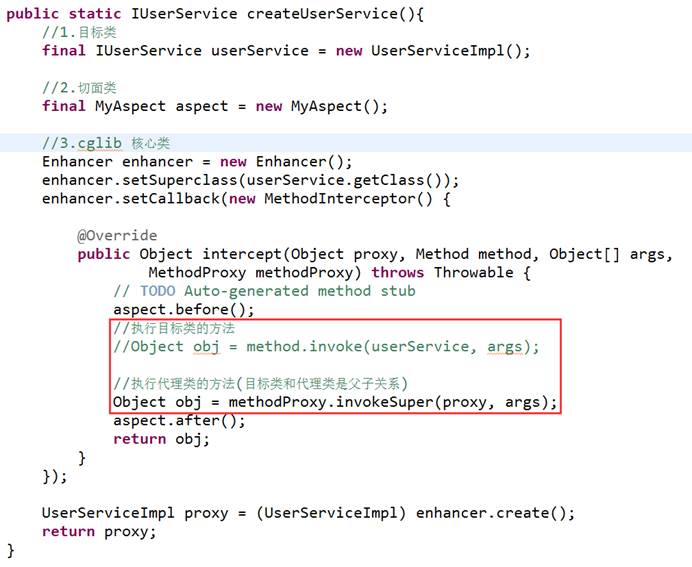 public static IUserService createUserService(){
//1.目标类
final IUserService userService = new UserServiceImpl();
//2.切面类
final MyAspect aspect = new MyAspect();
//3.cglib 核心类
Enhancer enhancer = new Enhancer();
enhancer.setSuperclass(userService.getClass());
enhancer.setCallback(new MethodInterceptor() {
@Override
public Object intercept(Object proxy, Method method, Object[] args,
MethodProxy methodProxy) throws Throwable {
// TODO Auto-generated method stub
aspect.before();
//执行目标类的方法
//Object obj = method.invoke(userService, args);
//执行代理类的方法(目标类和代理类是父子关系)
Object obj = methodProxy.invokeSuper(proxy, args);
aspect.after();
return obj;
}
});
UserServiceImpl proxy = (UserServiceImpl) enhancer.create();
return proxy;
}